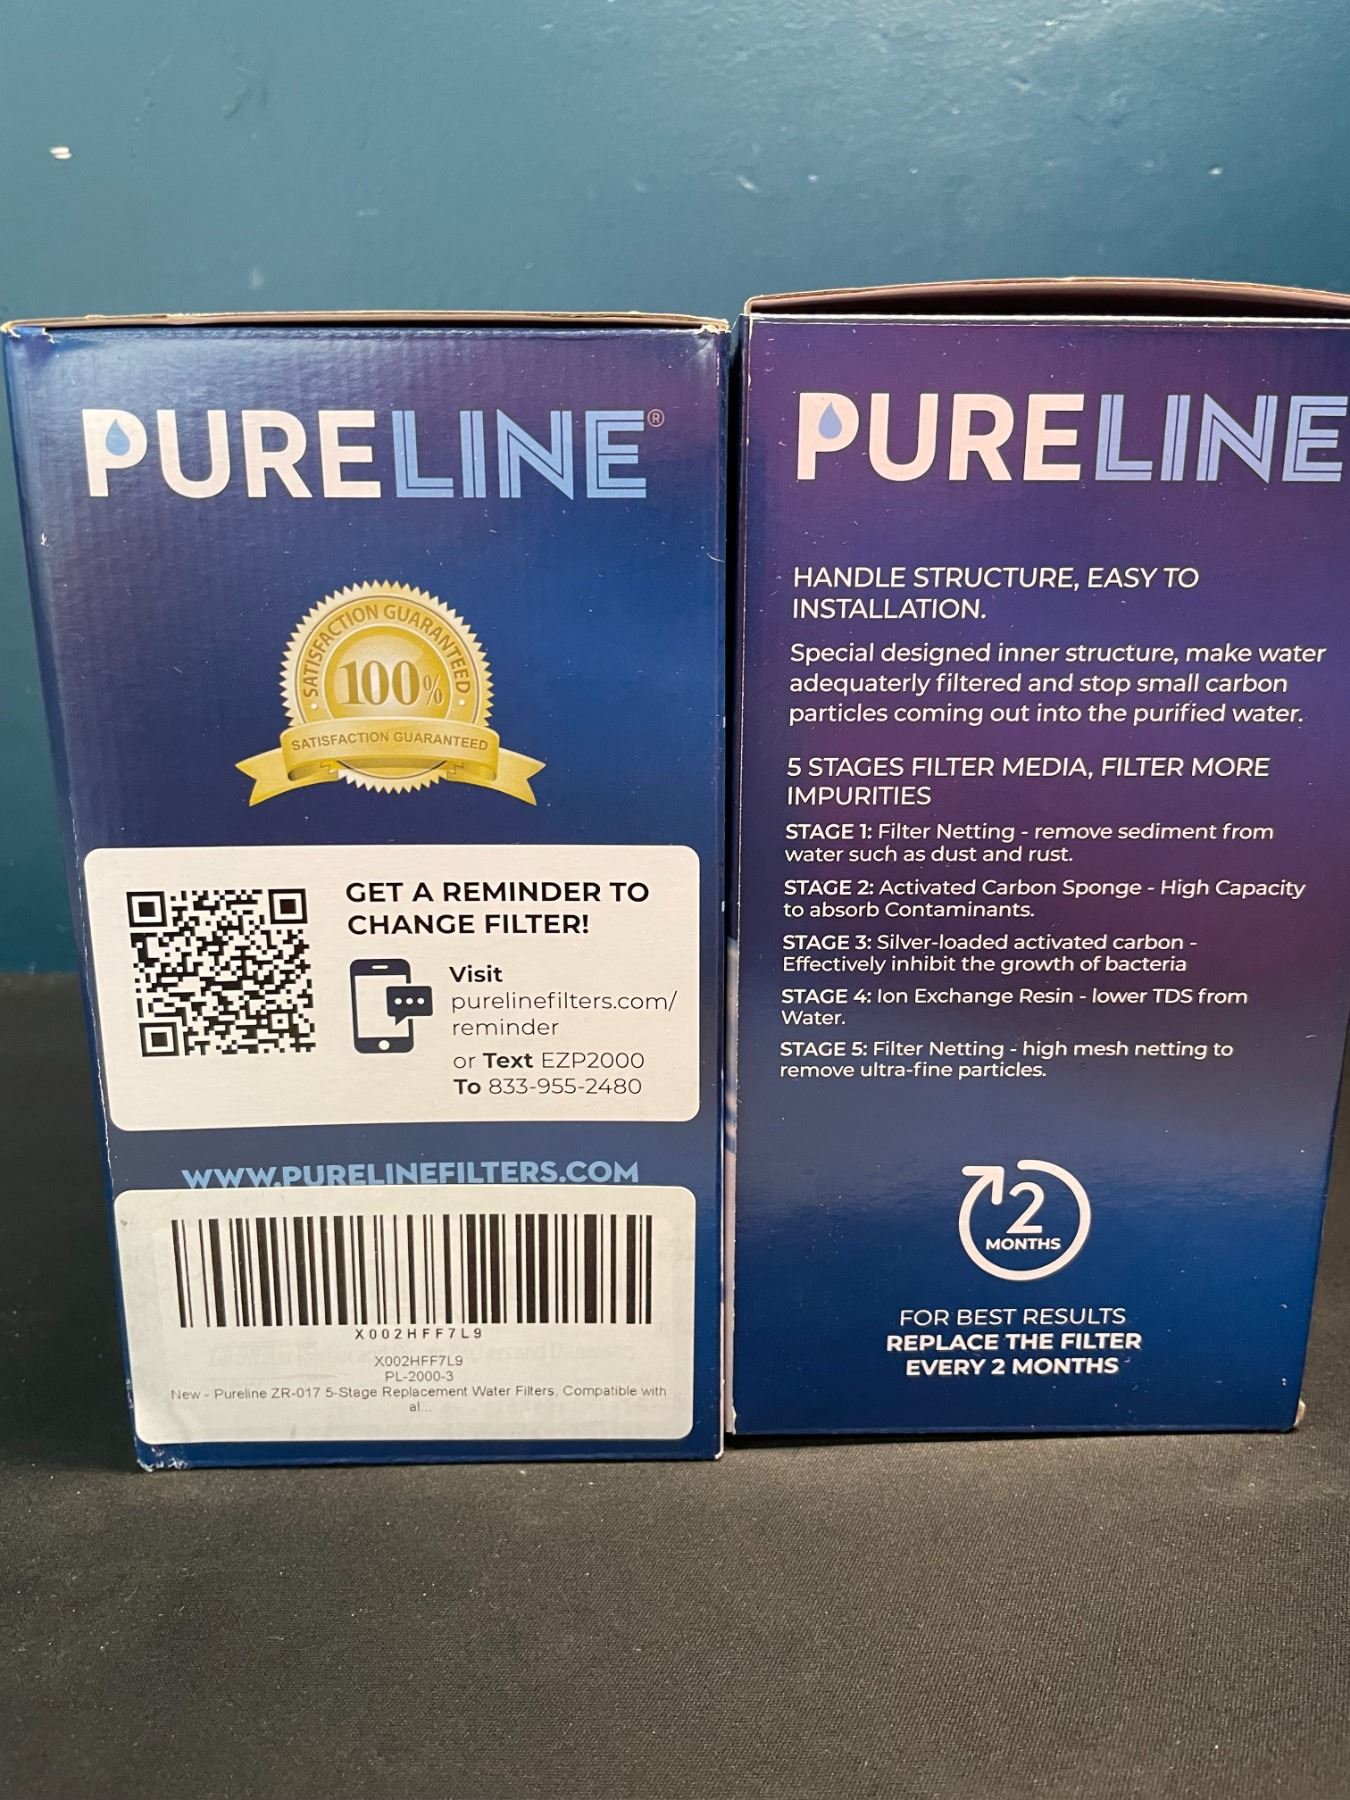 PURELINE®
SATISFACTION GUARANTEED
100%
SATISFACTION GUARANTEED
GET A REMINDER TO
CHANGE FILTER!
Visit
purelinefilters.com/
reminder
or Text EZP2000
To 833-955-2480
WWW.PURELINEFILTERS.COM
X002HFF7L9
X002HFF7L9
PL-2000-3
New - Pureline ZR-017 5-Stage Replacement Water Filters, Compatible with
al...
PURELINE
HANDLE STRUCTURE, EASY TO
INSTALLATION.
Special designed inner structure, make water
adequaterly filtered and stop small carbon
particles coming out into the purified water.
5 STAGES FILTER MEDIA, FILTER MORE
IMPURITIES
STAGE 1: Filter Netting - remove sediment from
water such as dust and rust.
STAGE 2: Activated Carbon Sponge - High Capacity
to absorb Contaminants.
STAGE 3: Silver-loaded activated carbon -
Effectively inhibit the growth of bacteria
STAGE 4: Ion Exchange Resin - lower TDS from
Water.
STAGE 5: Filter Netting - high mesh netting to
remove ultra-fine particles.
2
MONTHS
FOR BEST RESULTS
REPLACE THE FILTER
EVERY 2 MONTHS